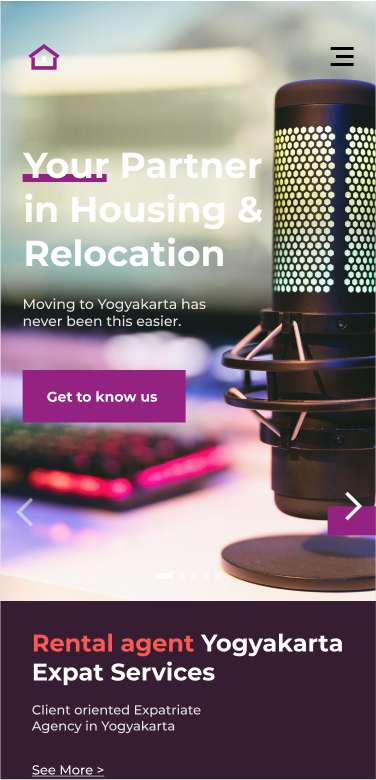 Your Partner
in Housing &
Relocation
Moving to Yogyakarta has
never been this easier.
Get to know us
Rental agent Yogyakarta
Expat Services
Client oriented Expatriate
Agency in Yogyakarta
See More >